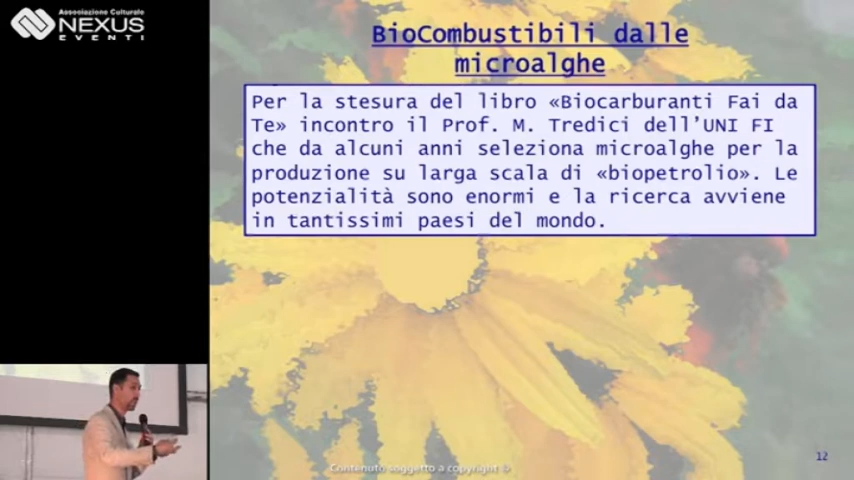 Associazione Culturale
NEXUS
EVENTI
BioCombustibili dalle
microalghe
Per la stesura del libro «Biocarburanti Fai da
Te» incontro il Prof. M. Tredici dell'UNI FI
che da alcuni anni seleziona microalghe per la
produzione su larga scala di «biopetrolio». Le
potenzialità sono enormi e la ricerca avviene
in tantissimi paesi del mondo.
12
Contenuto soggetto a copyright ©